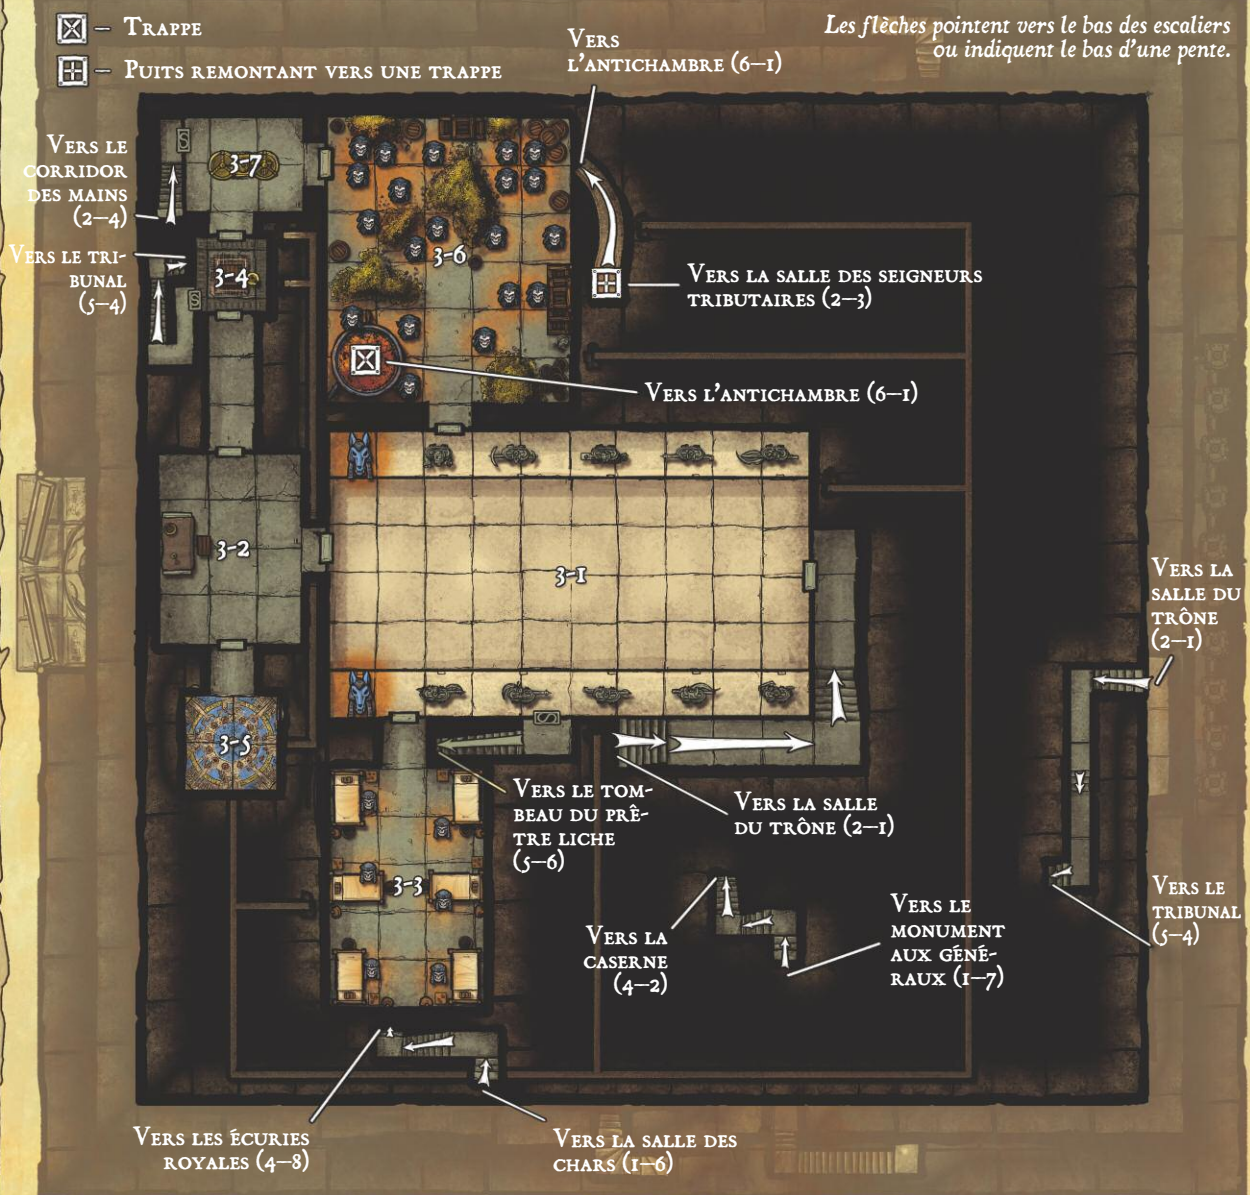 – Trappe
– Puits remontant vers une trappe
Les flèches pointent vers le bas des escaliers
ou indiquent le bas d'une pente.
Vers
l'antichambre (6–1)
Vers le
corridor
des mains
(2–4)
S
3-7
Vers le tri-
bunal
(5–4)
3-4
S
3-6
Vers la salle des seigneurs
tributaires (2–3)
Vers l'antichambre (6–1)
3-2
3-1
Vers la
salle du
trône
(2–1)
3-5
S
Vers le tom-
beau du prê-
tre liche
(5–6)
Vers la salle
du trône (2–1)
3-3
Vers la
caserne
(4–2)
Vers le
monument
aux géné-
raux (1–7)
Vers le
tribunal
(5–4)
Vers les écuries
royales (4–8)
Vers la salle des
chars (1–6)